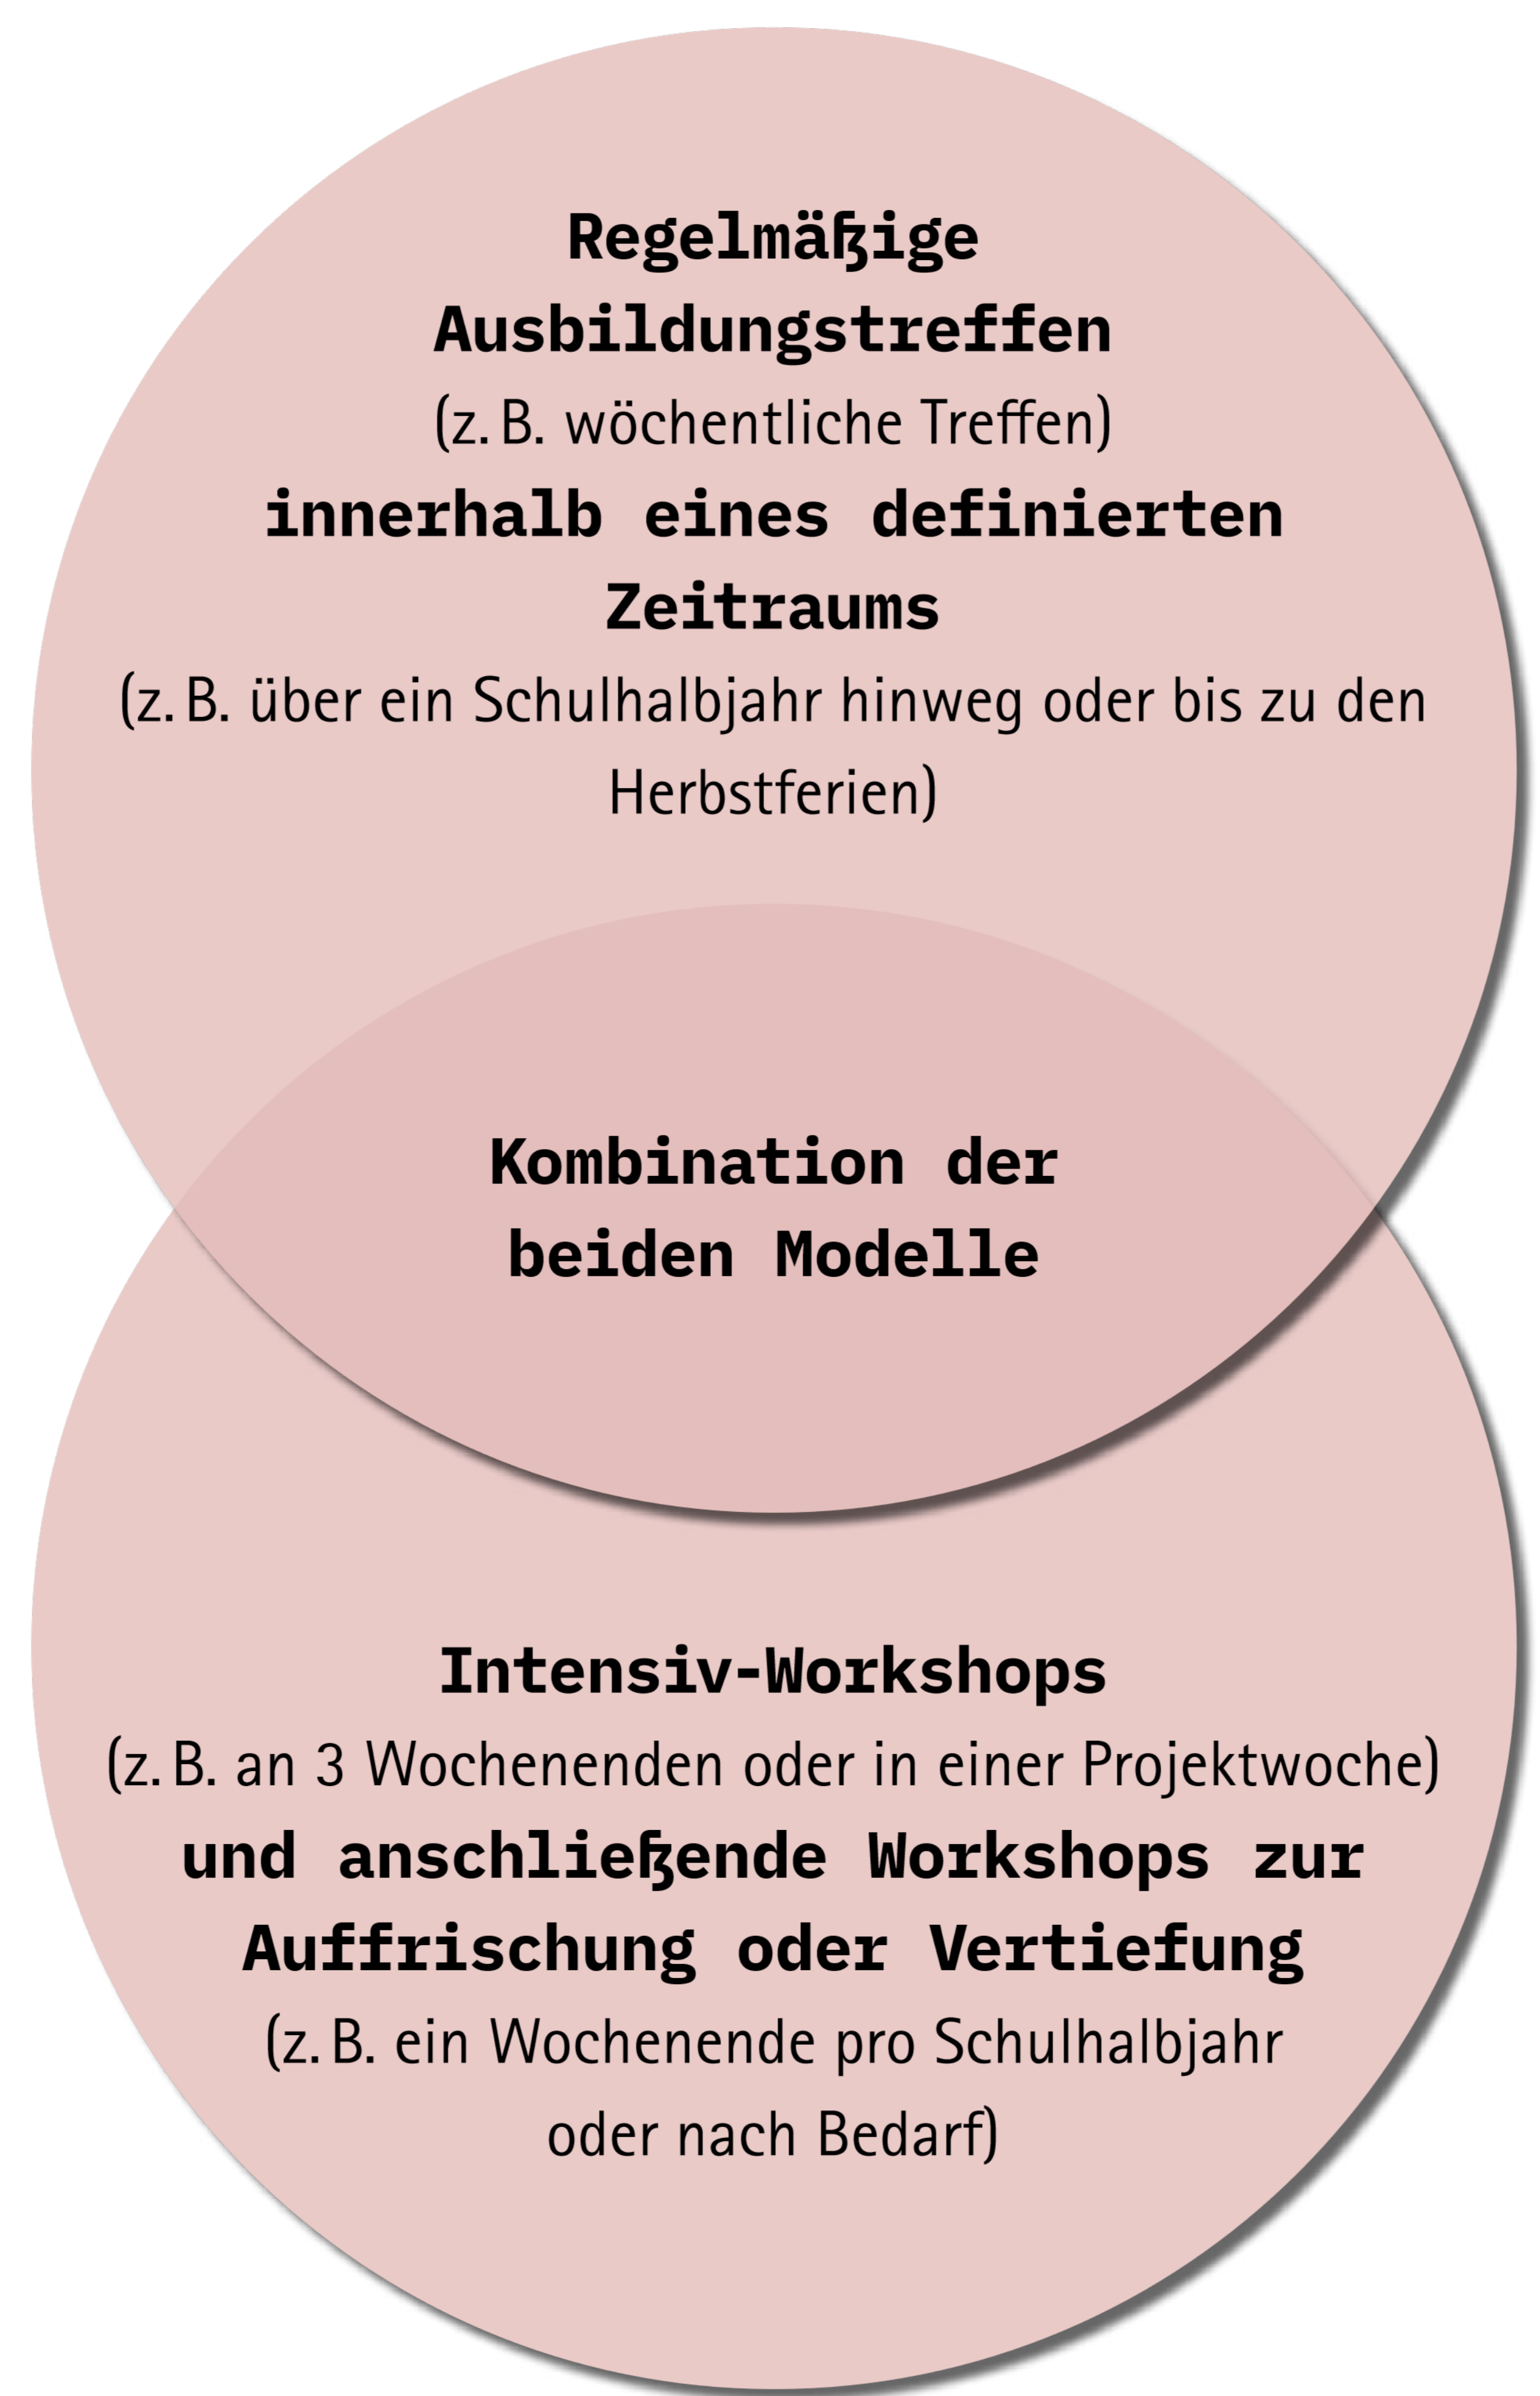 Regelmäßige
Ausbildungstreffen
(z. B. wöchentliche Treffen)
innerhalb eines definierten
Zeitraums
(z. B. über ein Schulhalbjahr hinweg oder bis zu den
Herbstferien)
Kombination der
beiden Modelle
Intensiv-Workshops
(z. B. an 3 Wochenenden oder in einer Projektwoche)
und anschließende Workshops zur
Auffrischung oder Vertiefung
(z. B. ein Wochenende pro Schulhalbjahr
oder nach Bedarf)